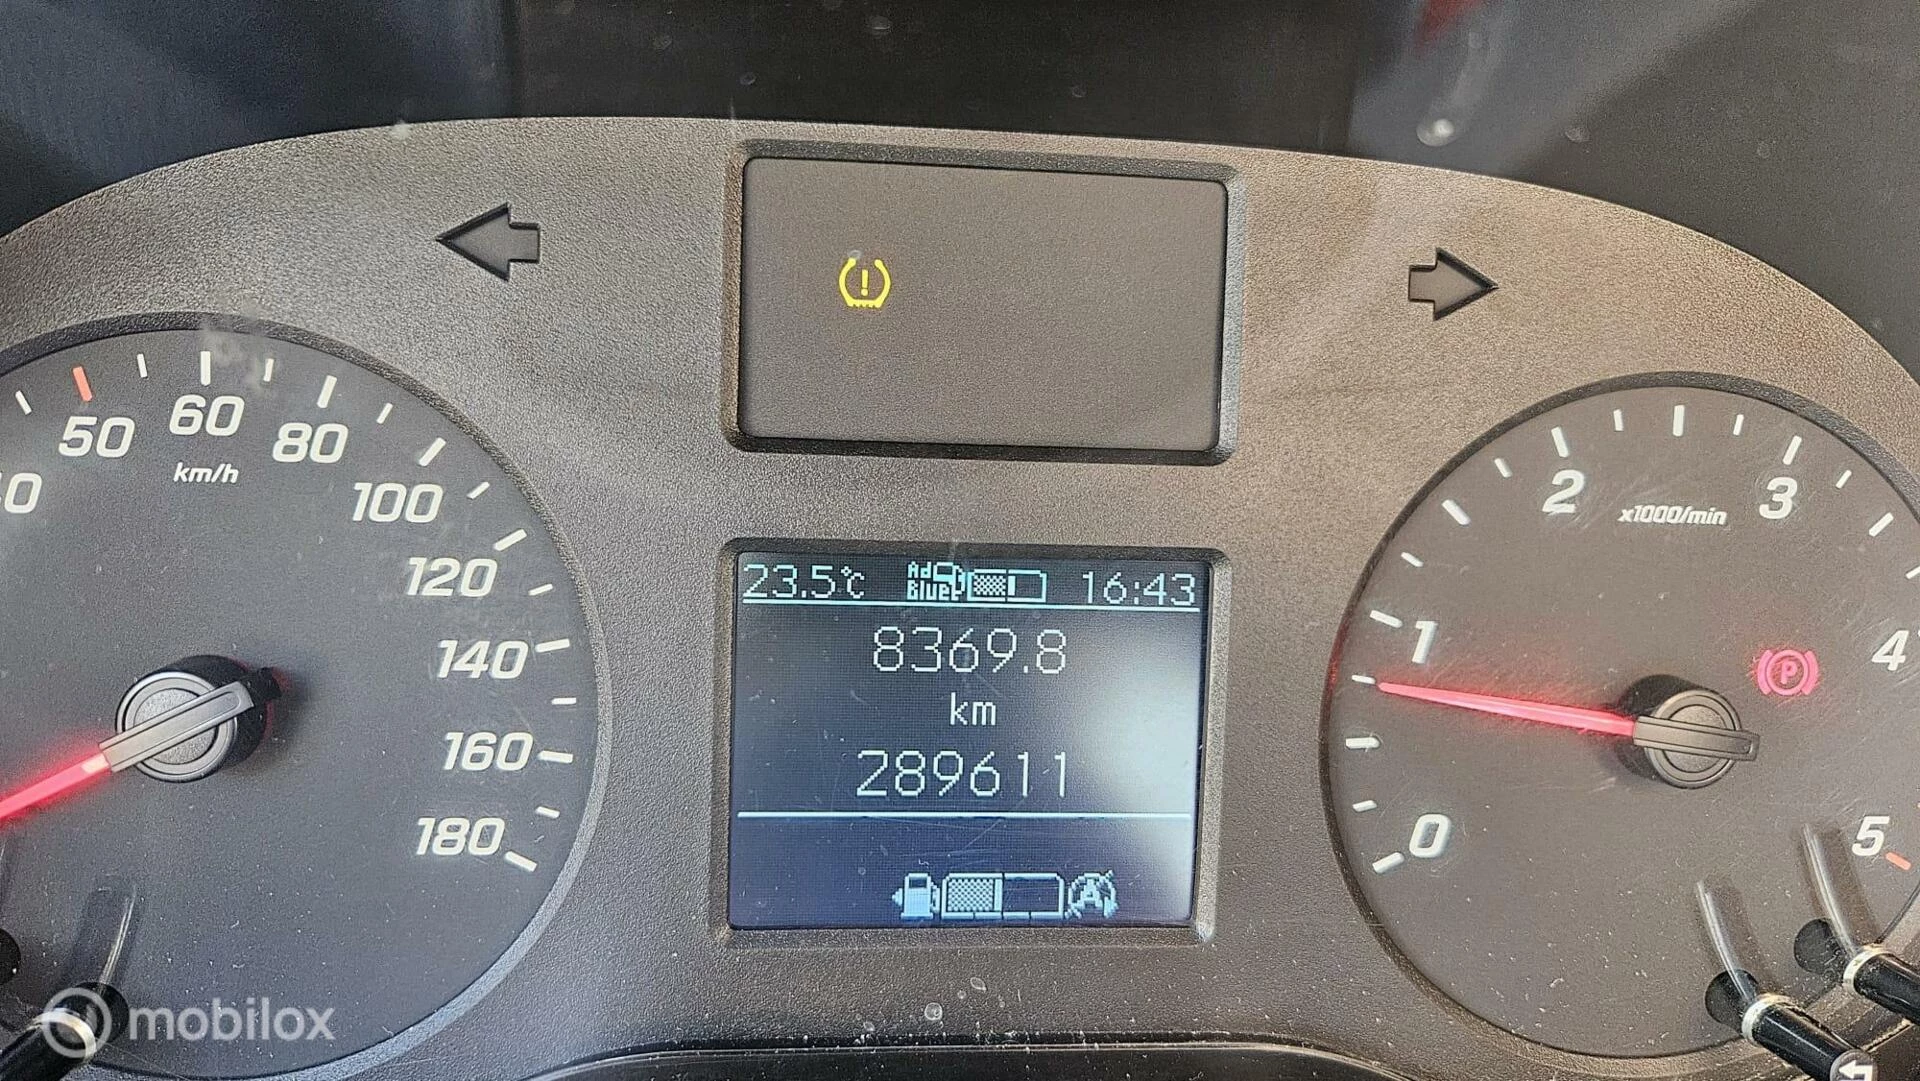 50 60 80 100 120 140 160 180
km/h
23.5°C Ad Blue 16:43
8369.8
km
289611
A
0 1 2 3 4 5
x1000/min
P
mobilox